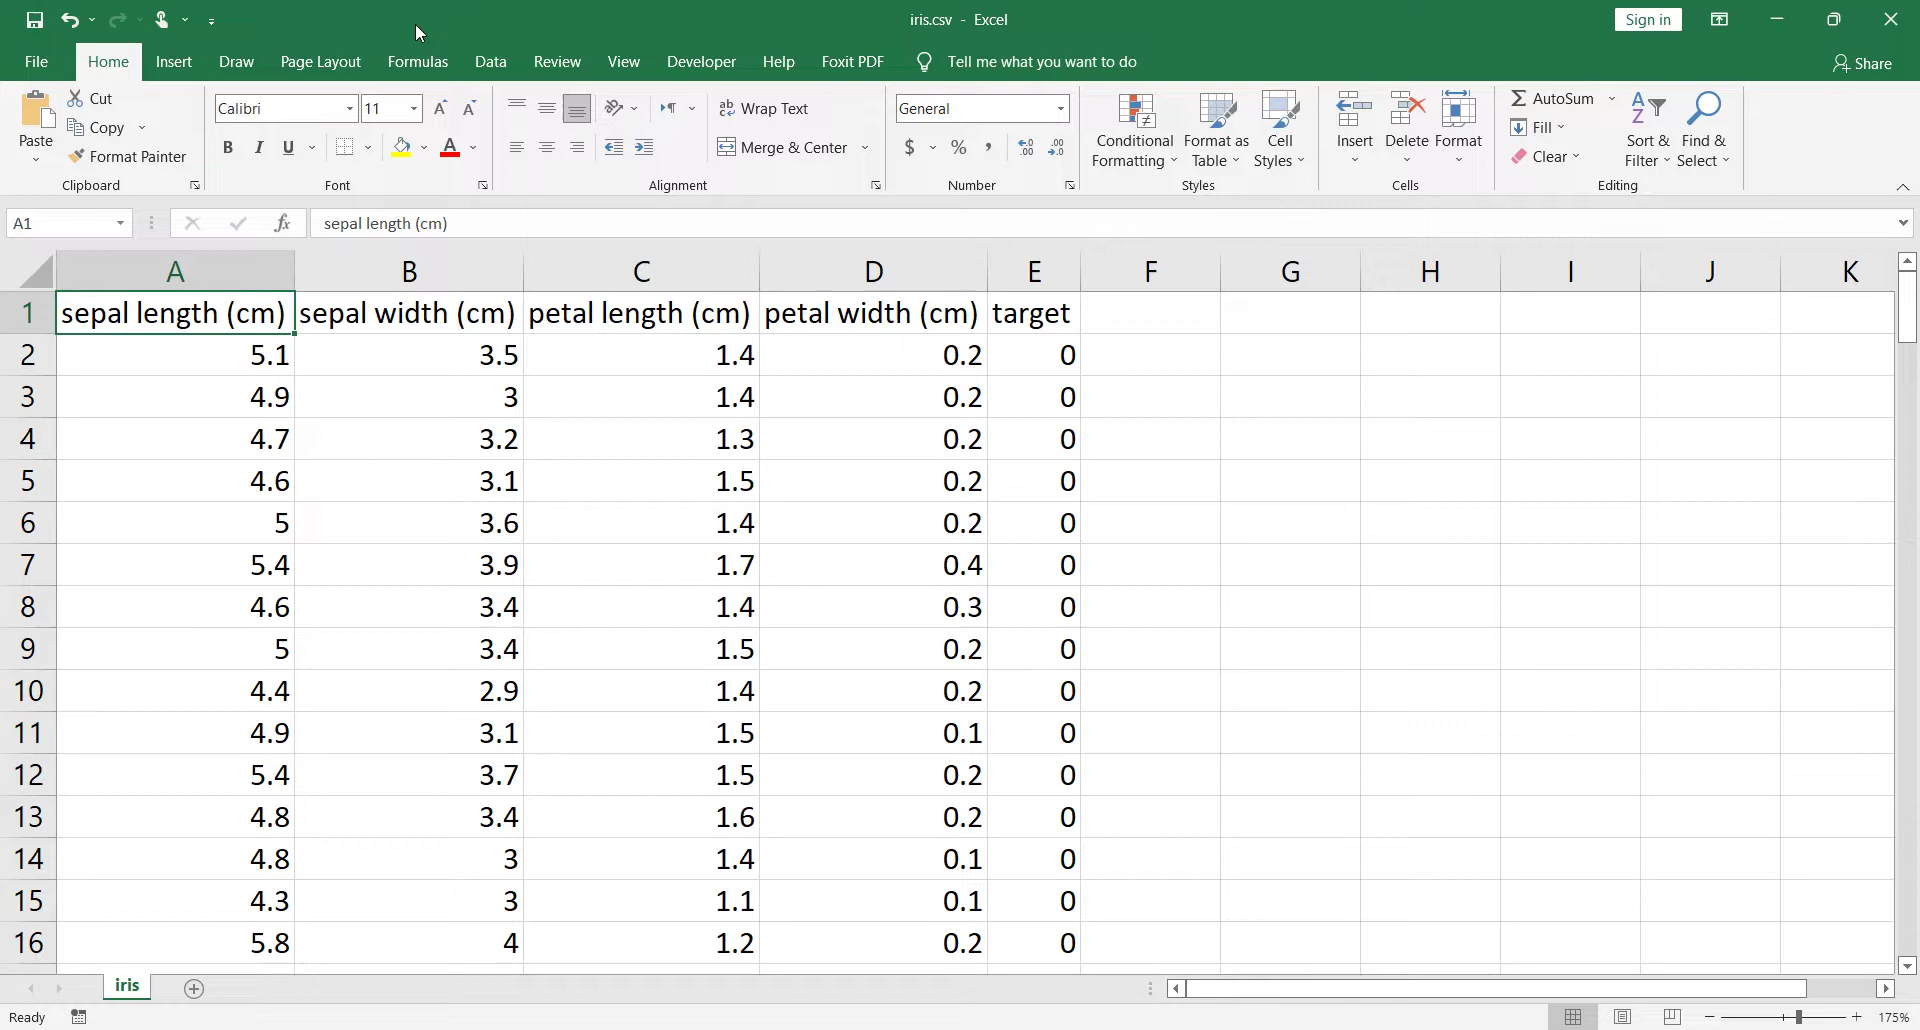 iris.csv - Excel
Sign in
File Home Insert Draw Page Layout Formulas Data Review View Developer Help Foxit PDF Tell me what you want to do Share
Paste
Cut
Copy
Format Painter
Clipboard
Calibri 11
B I U
Font
Wrap Text
Merge & Center
Alignment
General
$ % ,
Number
Conditional Formatting
Format as Table
Cell Styles
Styles
Insert Delete Format
Cells
AutoSum
Fill
Clear
Sort & Filter
Find & Select
Editing
A1 fx sepal length (cm)
A B C D E F G H I J K
1 sepal length (cm) sepal width (cm) petal length (cm) petal width (cm) target
2 5.1 3.5 1.4 0.2 0
3 4.9 3 1.4 0.2 0
4 4.7 3.2 1.3 0.2 0
5 4.6 3.1 1.5 0.2 0
6 5 3.6 1.4 0.2 0
7 5.4 3.9 1.7 0.4 0
8 4.6 3.4 1.4 0.3 0
9 5 3.4 1.5 0.2 0
10 4.4 2.9 1.4 0.2 0
11 4.9 3.1 1.5 0.1 0
12 5.4 3.7 1.5 0.2 0
13 4.8 3.4 1.6 0.2 0
14 4.8 3 1.4 0.1 0
15 4.3 3 1.1 0.1 0
16 5.8 4 1.2 0.2 0
iris
Ready 175%